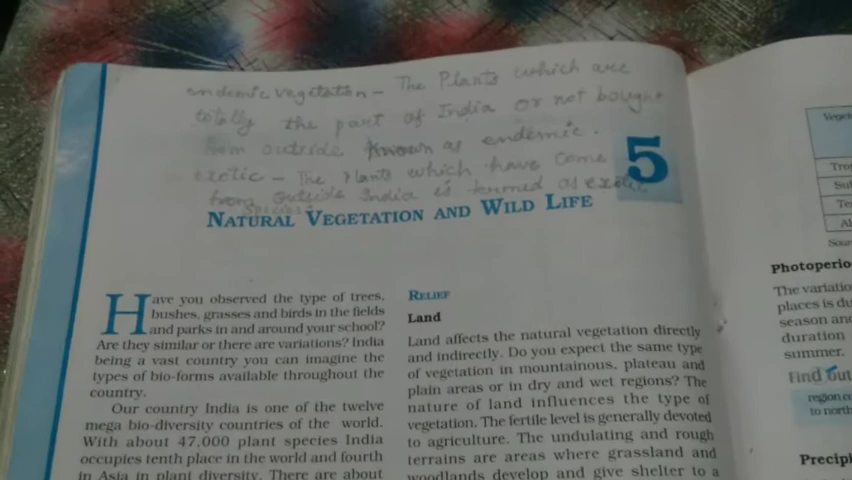 endemic vegetation - The Plants which are
totally the part of India or not bought
from outside known as endemic.
exotic - The Plants which have come
from outside India is termed as exotic
species
5
NATURAL VEGETATION AND WILD LIFE
Have you observed the type of trees,
bushes, grasses and birds in the fields
and parks in and around your school?
Are they similar or there are variations? India
being a vast country you can imagine the
types of bio-forms available throughout the
country.
Our country India is one of the twelve
mega bio-diversity countries of the world.
With about 47,000 plant species India
occupies tenth place in the world and fourth
in Asia in plant diversity. There are about
RELIEF
Land
Land affects the natural vegetation directly
and indirectly. Do you expect the same type
of vegetation in mountainous, plateau and
plain areas or in dry and wet regions? The
nature of land influences the type of
vegetation. The fertile level is generally devoted
to agriculture. The undulating and rough
terrains are areas where grassland and
woodlands develop and give shelter to a
Veget
Tro
Sub
Te
Al
Sour
Photoperio
The variatio
places is du
season and
duration
summer.
Find out
region co
to north
Precipi